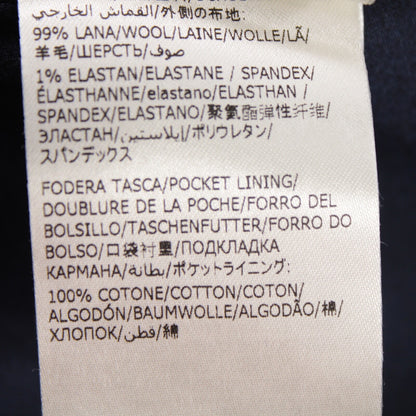 القماش الخارجي/外側の布地:
99% LANA/WOOL/LAINE/WOLLE/LÃ/
羊毛/ШЕРСТЬ/صوف/
1% ELASTAN/ELASTANE / SPANDEX/
ÉLASTHANNE/elastano/ELASTHAN /
SPANDEX/ELASTANO/聚氨酯弹性纤维/
ЭЛАСТАН/إيلاستين/ポリウレタン/
スパンデックス
FODERA TASCA/POCKET LINING/
DOUBLURE DE LA POCHE/FORRO DEL
BOLSILLO/TASCHENFUTTER/FORRO DO
BOLSO/口袋衬里/ПОДКЛАДКА
КАРМАНА/بطانة/ポケットライニング:
100% COTONE/COTTON/COTON/
ALGODÓN/BAUMWOLLE/ALGODÃO/棉/
ХЛОПОК/قطن/綿